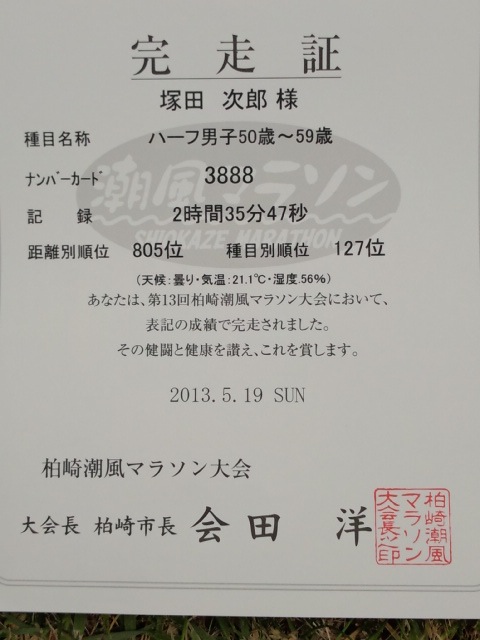 完走証
塚田 次郎 様
種目名称 ハーフ男子50歳～59歳
ナンバーカード 3888
記 録 2時間35分47秒
距離別順位 805位 種目別順位 127位
(天候：曇り・気温：21.1℃・湿度.56%)
潮風マラソン
SHIOKAZE MARATHON
あなたは、第13回柏崎潮風マラソン大会において、
表記の成績で完走されました。
その健闘と健康を讃え、これを賞します。
2013.5.19 SUN
柏崎潮風マラソン大会
大会長 柏崎市長 会田 洋
柏崎潮風
マラソン
大会長之印